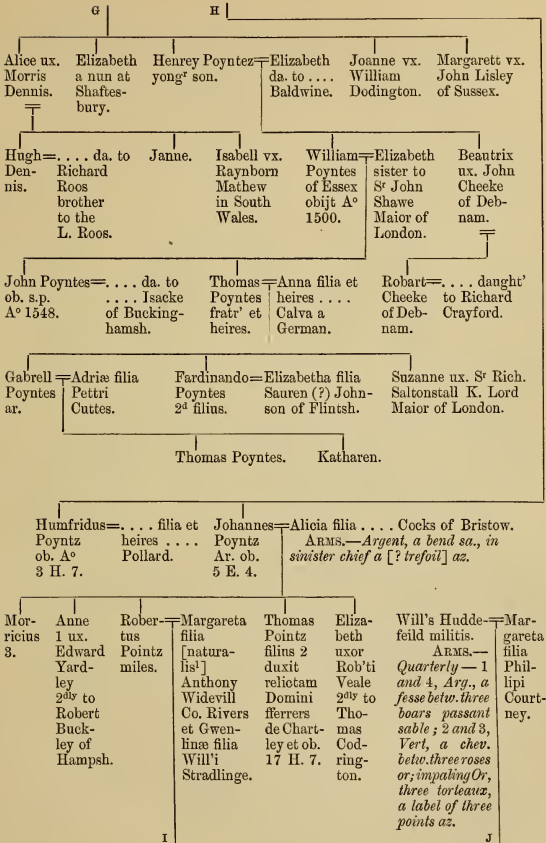 G H
Alice ux. Morris Dennis.
Elizabeth a nun at Shaftes-bury.
Henrey Poyntez yongʳ son.
Elizabeth da. to .... Baldwine.
Joanne vx. William Dodington.
Margarett vx. John Lisley of Sussex.
Hugh Den-nis.
.... da. to Richard Roos brother to the L. Roos.
Janne.
Isabell vx. Raynborn Mathew in South Wales.
William Poyntes of Essex obijt Aᵒ 1500.
Elizabeth sister to Sʳ John Shawe Maior of London.
Beautrix ux. John Cheeke of Deb-nam.
John Poyntes ob. s.p. Aᵒ 1548.
.... da. to .... Isacke of Bucking-hamsh.
Thomas Poyntes fratr' et heires.
Anna filia et heires .... Calva a German.
Robart Cheeke of Deb-nam.
.... daught' to Richard Crayford.
Gabrell Poyntes ar.
Adriæ filia Pettri Cuttes.
Fardinando Poyntes 2ᵈ filius.
Elizabetha filia Sauren (?) John-son of Flintsh.
Suzanne ux. Sʳ Rich. Saltonstall K. Lord Maior of London.
Thomas Poyntes.
Katharen.
Humfridus Poyntz ob. Aᵒ 3 H. 7.
.... filia et heires .... Pollard.
Johannes Poyntz Ar. ob. 5 E. 4.
Alicia filia .... Cocks of Bristow.
ARMS.—Argent, a bend sa., in sinister chief a [? trefoil] az.
Mor-ricius 3.
Anne 1 ux. Edward Yard-ley 2ᵈˡʸ to Robert Buck-ley of Hampsh.
Rober-tus Pointz miles.
Margareta filia [natura-lis¹] Anthony Widevill Co. Rivers et Gwen-linæ filia Will'i Stradlinge.
Thomas Pointz filius 2 duxit relictam Domini fferrers de Chart-ley et ob. 17 H. 7.
Eliza-beth uxor Rob'ti Veale 2ᵈˡʸ to Tho-mas Cod-ring-ton.
Will's Hudde-feild militis.
ARMS.—Quarterly — 1 and 4, Arg., a fesse betw. three boars passant sable; 2 and 3, Vert, a chev. betw. three roses or; impaling Or, three torteaux, a label of three points az.
Mar-gareta filia Phil-lipi Court-ney.
I J